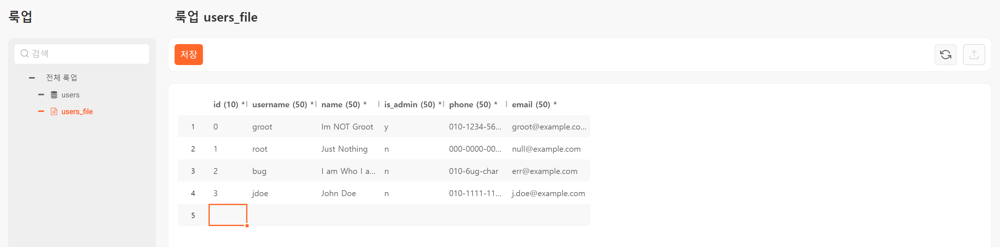 룩업
검색
전체 룩업
users
users_file
룩업 users_file
저장
id (10) * username (50) * name (50) * is_admin (50) * phone (50) * email (50) *
1 0 groot Im NOT Groot y 010-1234-56... groot@example.co...
2 1 root Just Nothing n 000-0000-00... null@example.com
3 2 bug I am Who I a... n 010-6ug-char err@example.com
4 3 jdoe John Doe n 010-1111-11... j.doe@example.com
5